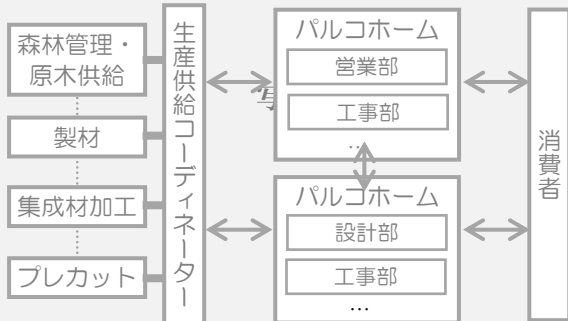 森林管理・
原木供給
製材
集成材加工
プレカット
生産供給コーディネーター
パルコホーム
営業部
工事部
…
写
パルコホーム
設計部
工事部
…
消費者